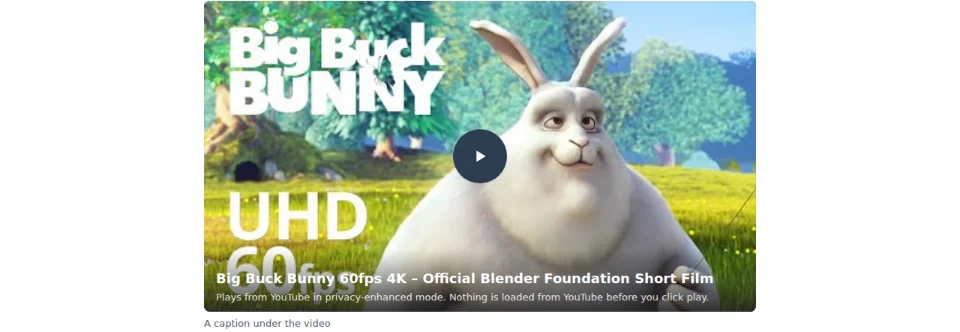 Big Buck
BUNNY
UHD
60fps
Big Buck Bunny 60fps 4K – Official Blender Foundation Short Film
Plays from YouTube in privacy-enhanced mode. Nothing is loaded from YouTube before you click play.
A caption under the video